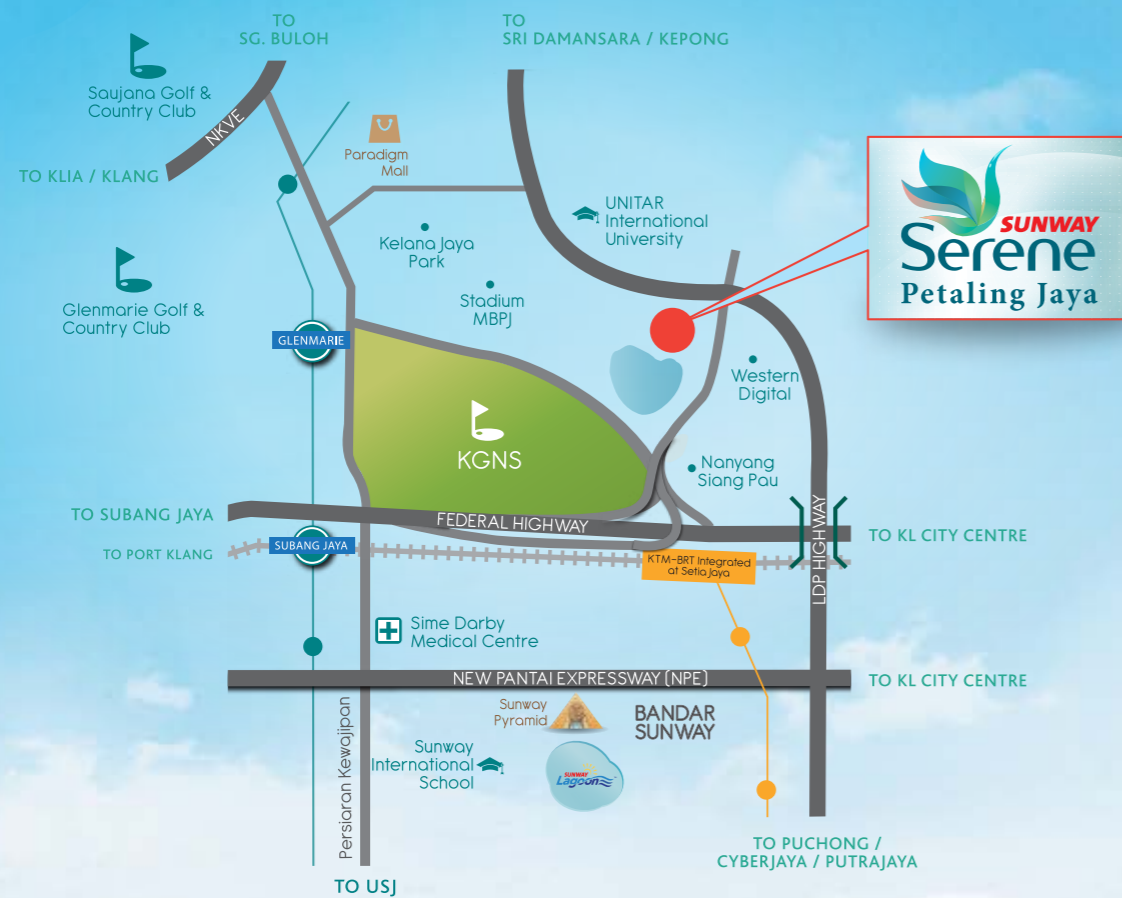 TO
SG. BULOH
TO
SRI DAMANSARA / KEPONG
Saujana Golf &
Country Club
NKVE
TO KLIA / KLANG
Paradigm
Mall
UNITAR
International
University
SUNWAY
Serene
Petaling Jaya
Kelana Jaya
Park
Stadium
MBPJ
Glenmarie Golf &
Country Club
GLENMARIE
Western
Digital
KGNS
Nanyang
Siang Pau
TO SUBANG JAYA
FEDERAL HIGHWAY
TO KL CITY CENTRE
TO PORT KLANG
SUBANG JAYA
KTM-BRT Integrated
at Setia Jaya
LDP HIGHWAY
Sime Darby
Medical Centre
NEW PANTAI EXPRESSWAY (NPE)
TO KL CITY CENTRE
Sunway
Pyramid
BANDAR
SUNWAY
Persiaran Kewajipan
Sunway
International
School
SUNWAY
Lagoon
TO PUCHONG /
CYBERJAYA / PUTRAJAYA
TO USJ